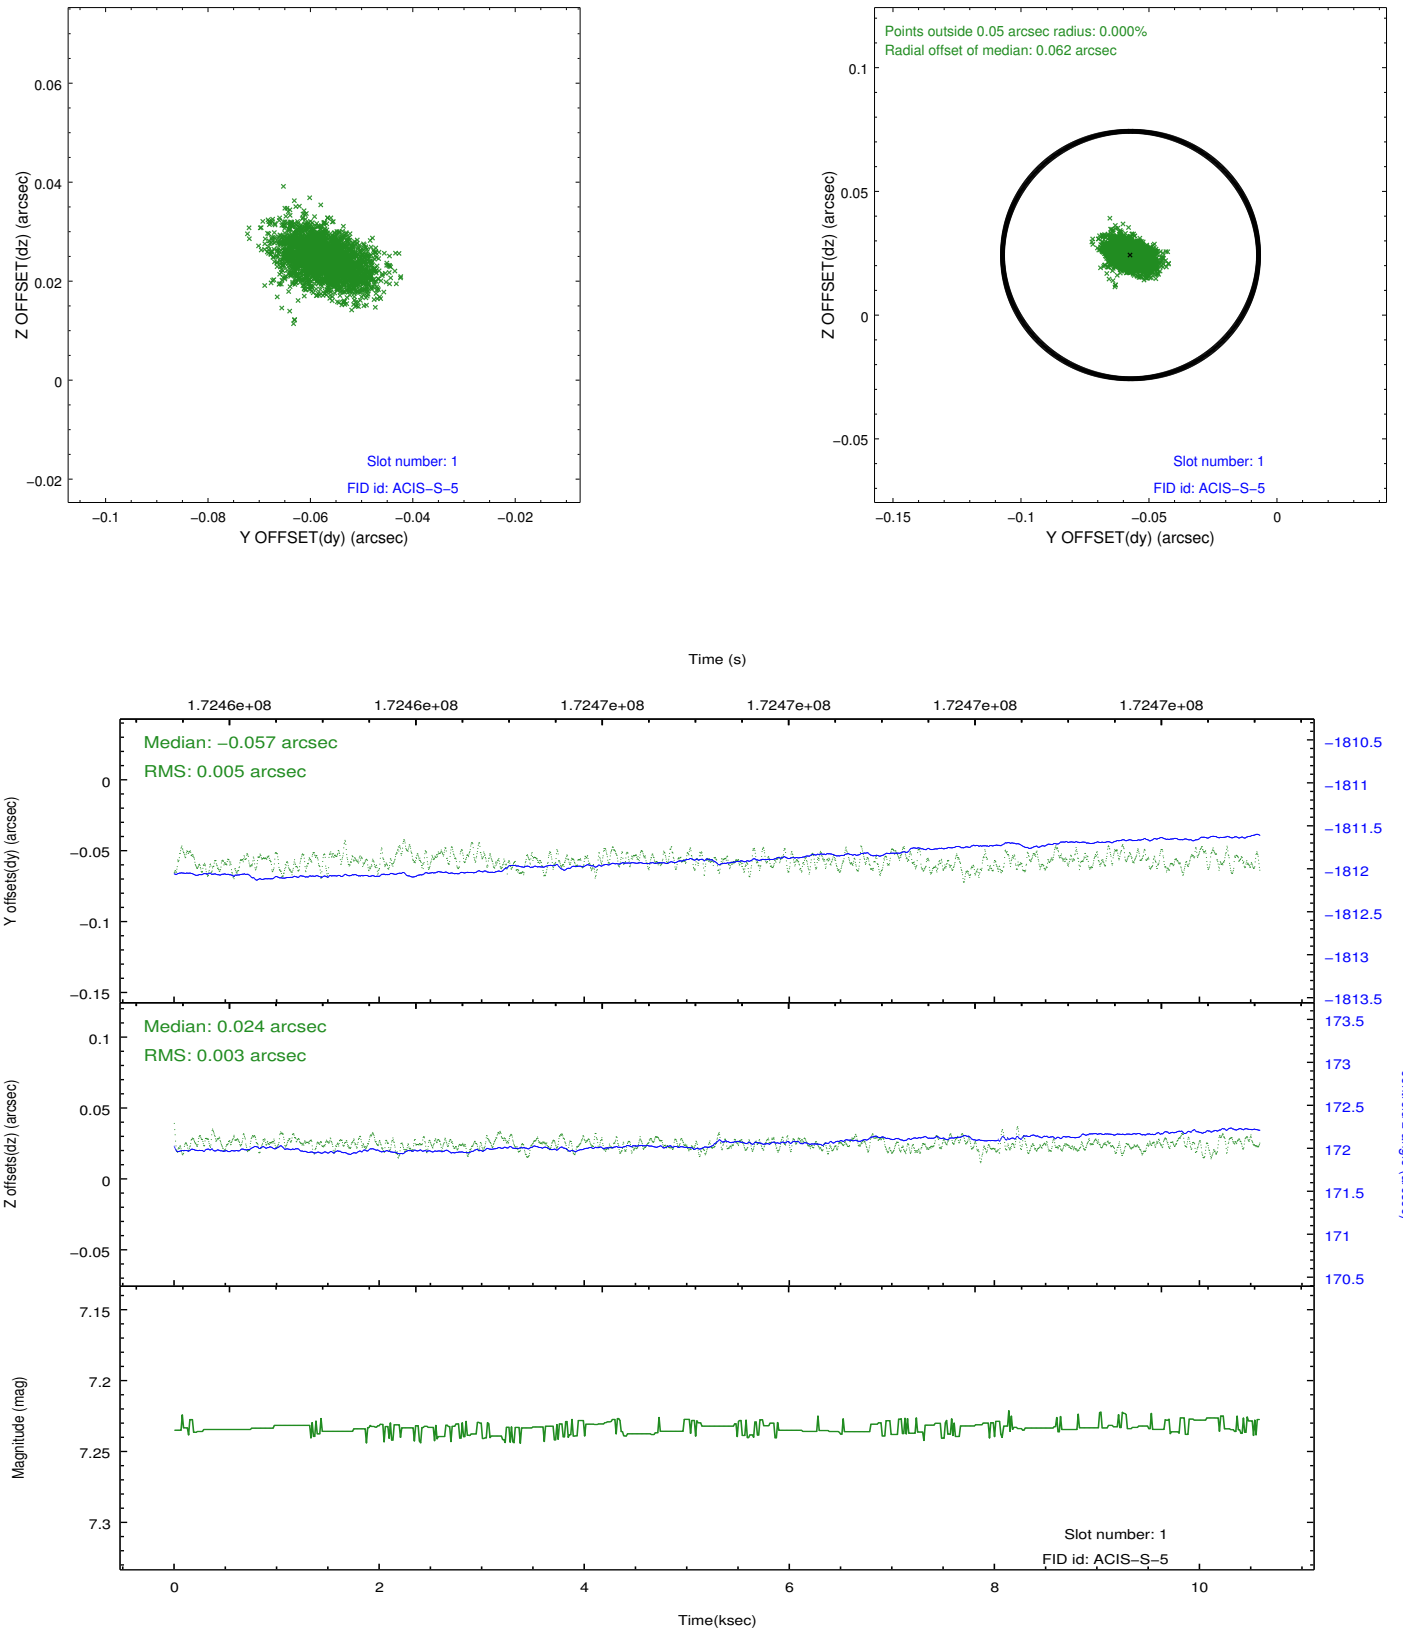 0.06
0.04
0.02
0
−0.02
Z OFFSET(dz) (arcsec)
Slot number: 1
FID id: ACIS−S−5
−0.1 −0.08 −0.06 −0.04 −0.02
Y OFFSET(dy) (arcsec)
Points outside 0.05 arcsec radius: 0.000%
Radial offset of median: 0.062 arcsec
0.1
0.05
0
−0.05
Z OFFSET(dz) (arcsec)
Slot number: 1
FID id: ACIS−S−5
−0.15 −0.1 −0.05 0
Y OFFSET(dy) (arcsec)
Time (s)
1.7246e+08 1.7246e+08 1.7247e+08 1.7247e+08 1.7247e+08 1.7247e+08
Median: −0.057 arcsec
RMS: 0.005 arcsec
0
−0.05
−0.1
−0.15
Y offsets(dy) (arcsec)
−1810.5
−1811
−1811.5
−1812
−1812.5
−1813
−1813.5
Median: 0.024 arcsec
RMS: 0.003 arcsec
0.1
0.05
0
−0.05
Z offsets(dz) (arcsec)
173.5
173
172.5
172
171.5
171
170.5
7.15
7.2
7.25
7.3
Magnitude (mag)
Slot number: 1
FID id: ACIS−S−5
0 2 4 6 8 10
Time(ksec)